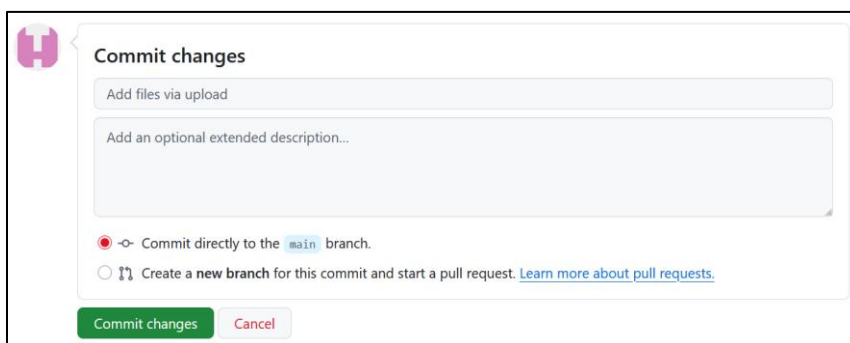 Commit changes
Add files via upload
Add an optional extended description...
Commit directly to the main branch.
Create a new branch for this commit and start a pull request. Learn more about pull requests.
Commit changes Cancel